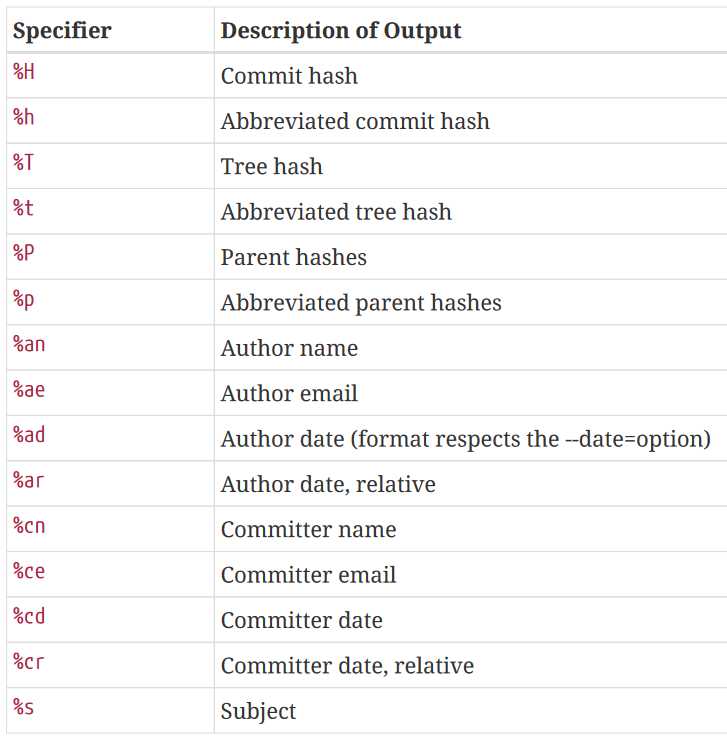 Specifier Description of Output
%H Commit hash
%h Abbreviated commit hash
%T Tree hash
%t Abbreviated tree hash
%P Parent hashes
%p Abbreviated parent hashes
%an Author name
%ae Author email
%ad Author date (format respects the --date=option)
%ar Author date, relative
%cn Committer name
%ce Committer email
%cd Committer date
%cr Committer date, relative
%s Subject